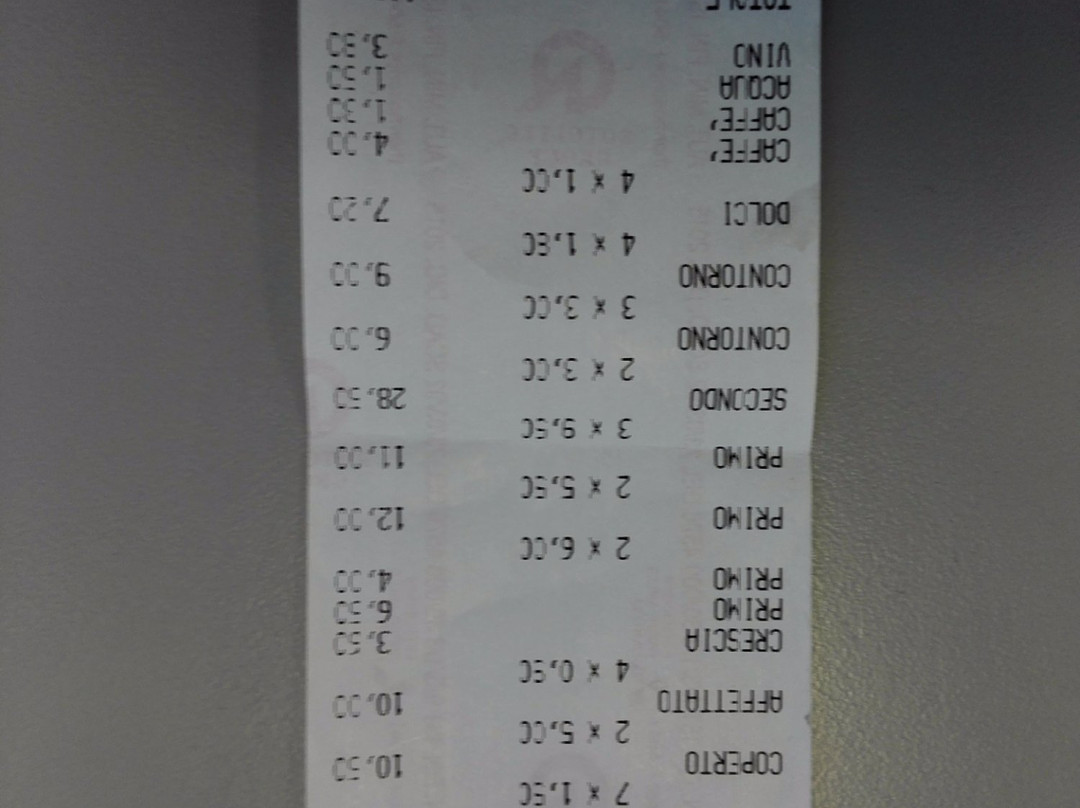 7 x 1,50
COPERTO 10,50
2 x 5,00
AFFETTATO 10,00
4 x 0,90
CRESCIA 3,60
PRIMO 6,50
PRIMO 4,00
2 x 6,00
PRIMO 12,00
2 x 5,50
PRIMO 11,00
3 x 9,50
SECONDO 28,50
2 x 3,00
CONTORNO 6,00
3 x 3,00
CONTORNO 9,00
4 x 1,80
DOLCI 7,20
4 x 1,00
CAFFE' 4,00
CAFFE' 1,30
ACQUA 1,50
VINO 3,80
TOTALE